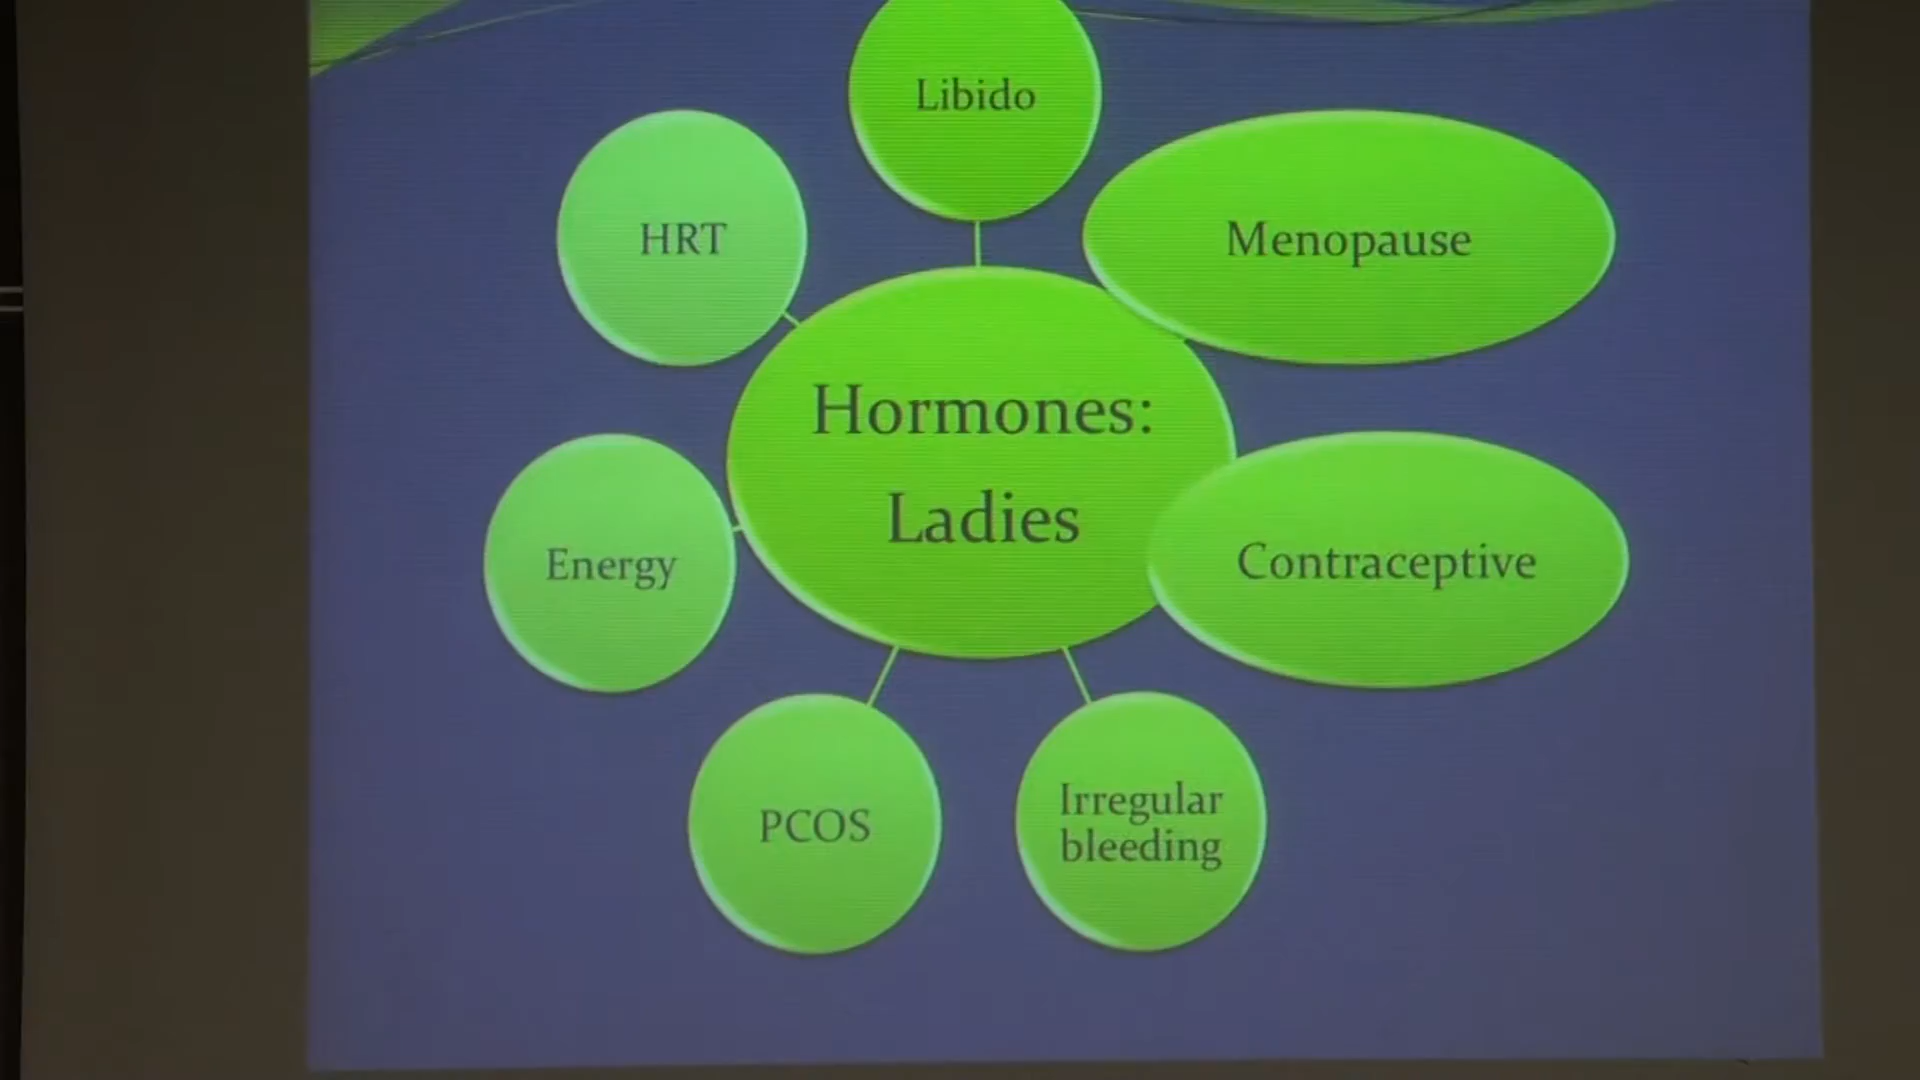 Libido
HRT
Menopause
Hormones:
Ladies
Energy
Contraceptive
PCOS
Irregular
bleeding